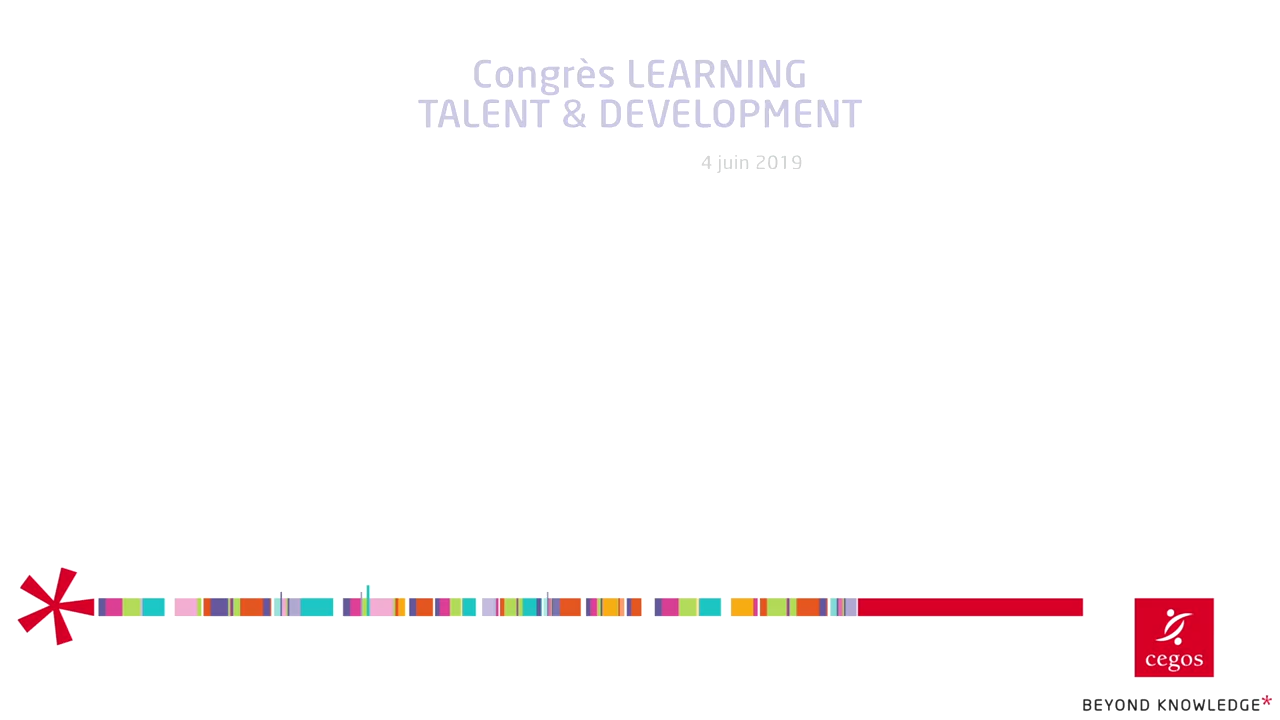 Congrès LEARNING
TALENT & DEVELOPMENT
4 juin 2019
cegos
BEYOND KNOWLEDGE*